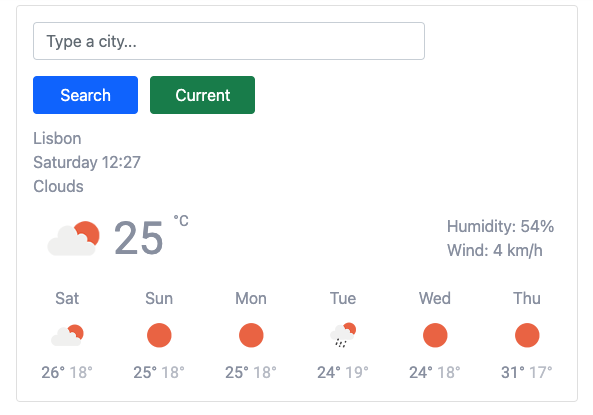 Type a city...
Search Current
Lisbon
Saturday 12:27
Clouds
25 °C
Humidity: 54%
Wind: 4 km/h
Sat Sun Mon Tue Wed Thu
26° 18° 25° 18° 25° 18° 24° 19° 24° 18° 31° 17°